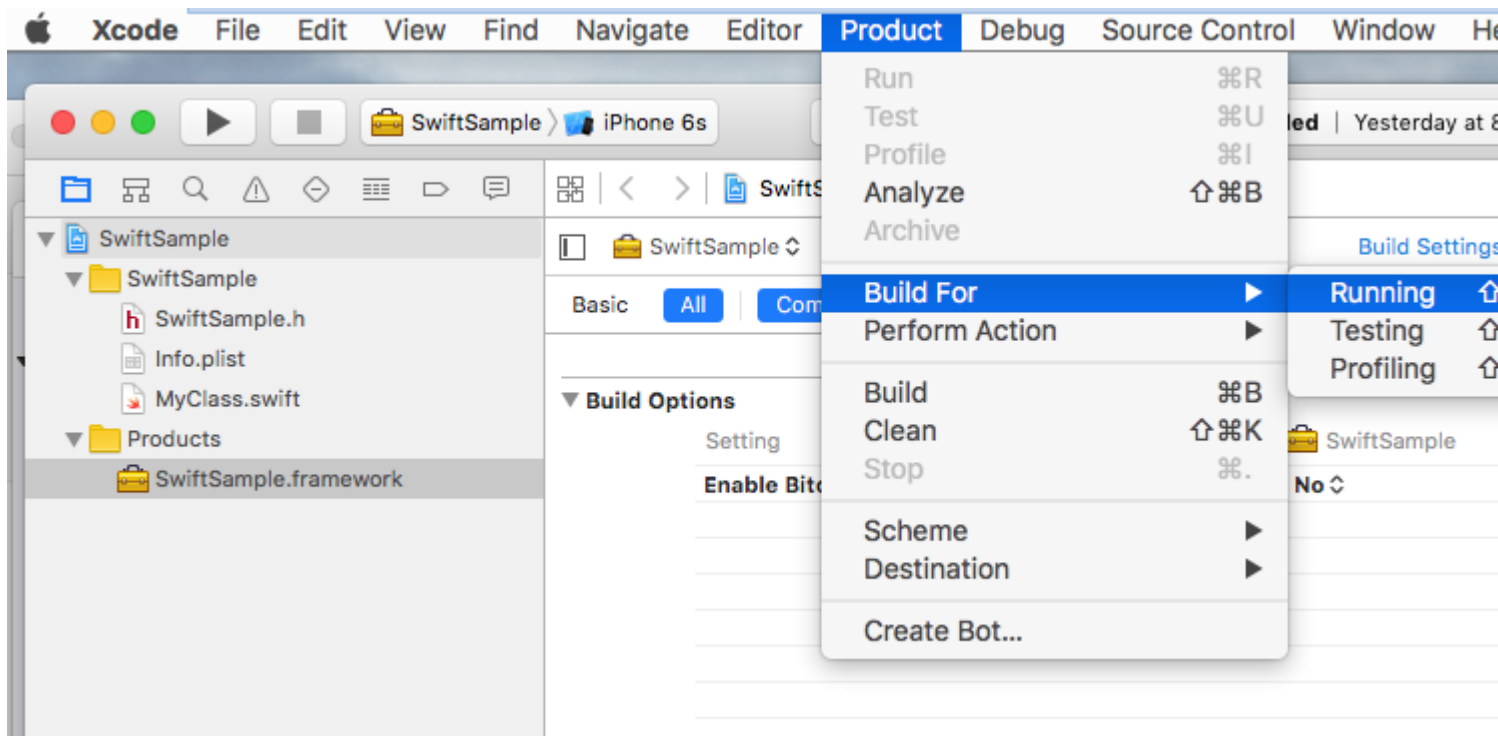 Xcode File Edit View Find Navigate Editor Product Debug Source Control Window
Run ⌘R
Test ⌘U
Profile ⌘I
Analyze ⇧⌘B
Archive
Build For
Perform Action
Build ⌘B
Clean ⇧⌘K
Stop ⌘.
Scheme
Destination
Create Bot...
Running ⇧
Testing ⇧
Profiling ⇧
SwiftSample iPhone 6s
Yesterday at
SwiftSample
SwiftSample
h SwiftSample.h
Info.plist
MyClass.swift
Products
SwiftSample.framework
SwiftSample
Build Settings
Basic All
Build Options
Setting SwiftSample
Enable No